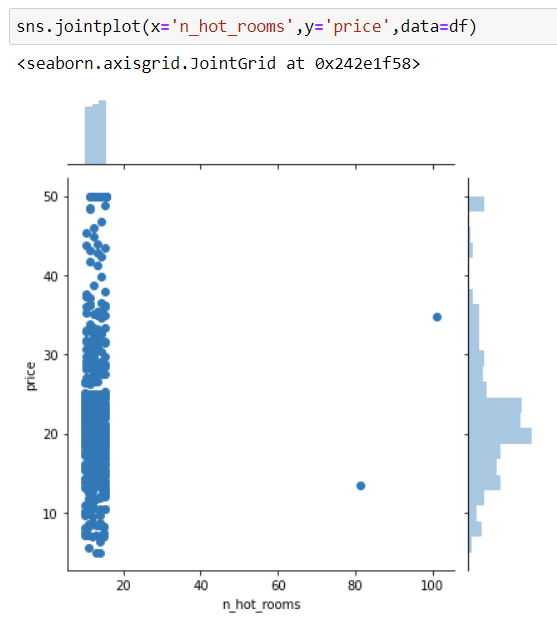 sns.jointplot(x='n_hot_rooms',y='price',data=df)
<seaborn.axisgrid.JointGrid at 0x242e1f58>
50
40
30
20
10
price
20 40 60 80 100
n_hot_rooms